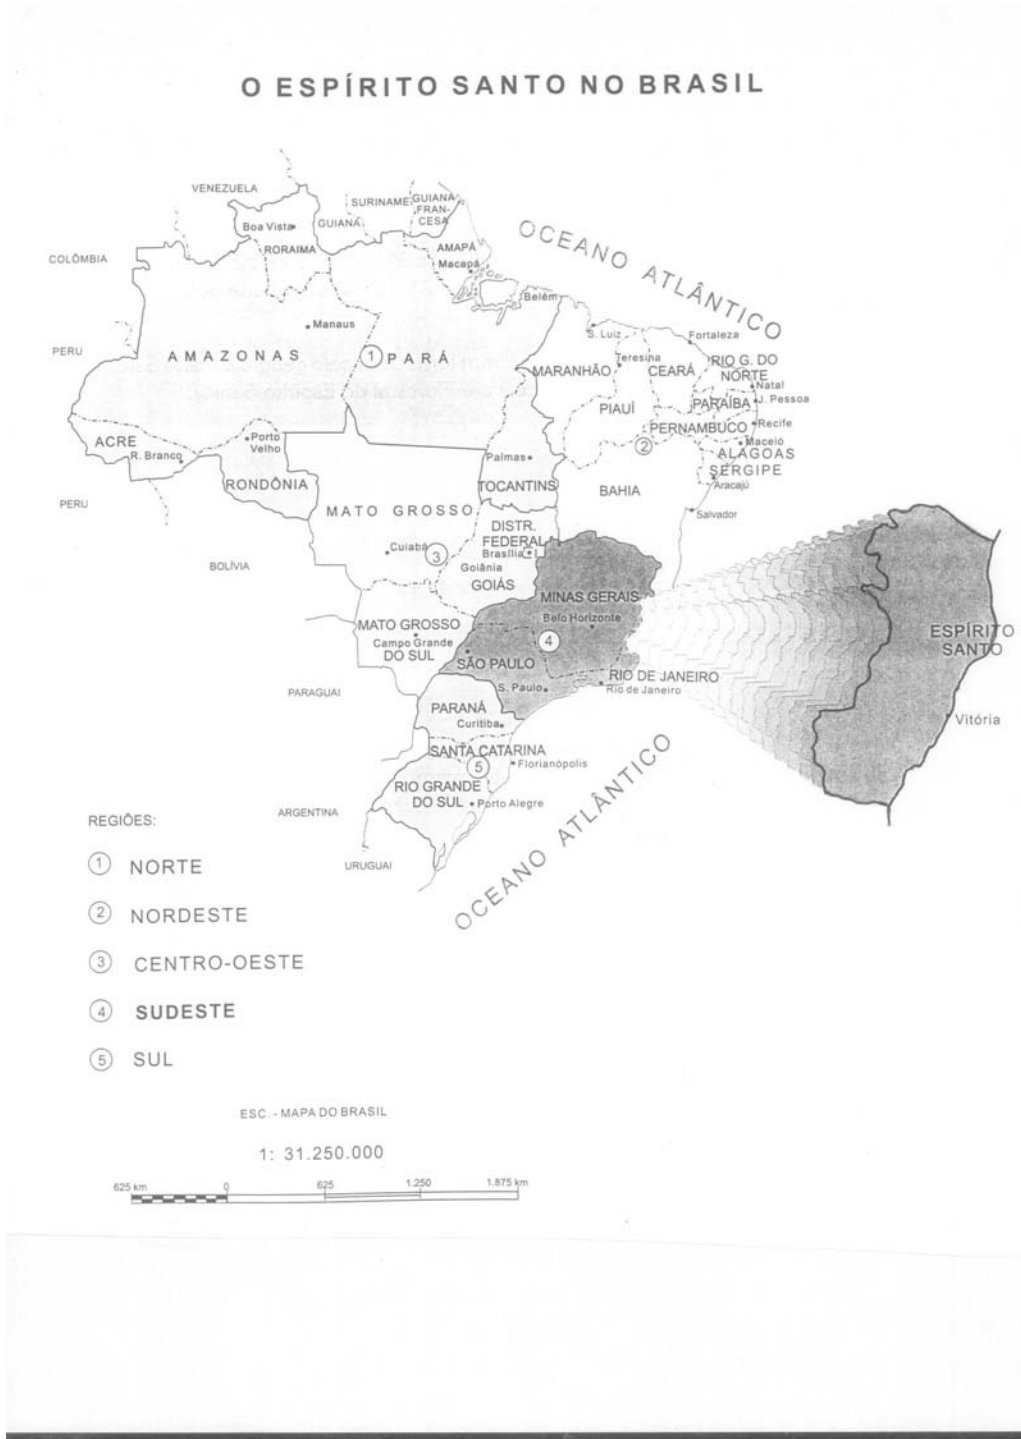 O ESPÍRITO SANTO NO BRASIL
VENEZUELA
SURINAME
GUIANA
FRAN-
CESA
Boa Vista
GUIANA
COLÔMBIA
RORAIMA
AMAPÁ
Macapá
OCEANO ATLÂNTICO
Belém
Manaus
S. Luiz
Fortaleza
PERU
AMAZONAS
1
PARÁ
Teresina
MARANHÃO
CEARÁ
RIO G. DO
NORTE
Natal
PIAUÍ
PARAÍBA
J. Pessoa
PERNAMBUCO
Recife
ACRE
Porto
Velho
2
Maceió
ALAGOAS
R. Branco
Palmas
SERGIPE
RONDÔNIA
TOCANTINS
BAHIA
Aracajú
PERU
MATO GROSSO
Salvador
DISTR.
FEDERAL
Cuiabá
3
Brasília
BOLÍVIA
Goiânia
GOIÁS
MINAS GERAIS
Belo Horizonte
MATO GROSSO
Campo Grande
DO SUL
4
ESPÍRITO
SANTO
SÃO PAULO
RIO DE JANEIRO
PARAGUAI
S. Paulo
Rio de Janeiro
PARANÁ
Curitiba
Vitória
SANTA CATARINA
5
Florianópolis
RIO GRANDE
DO SUL
Porto Alegre
ARGENTINA
URUGUAI
OCEANO ATLÂNTICO
REGIÕES:
1 NORTE
2 NORDESTE
3 CENTRO-OESTE
4 SUDESTE
5 SUL
ESC. - MAPA DO BRASIL
1: 31.250.000
625 km 0 625 1.250 1.875 km